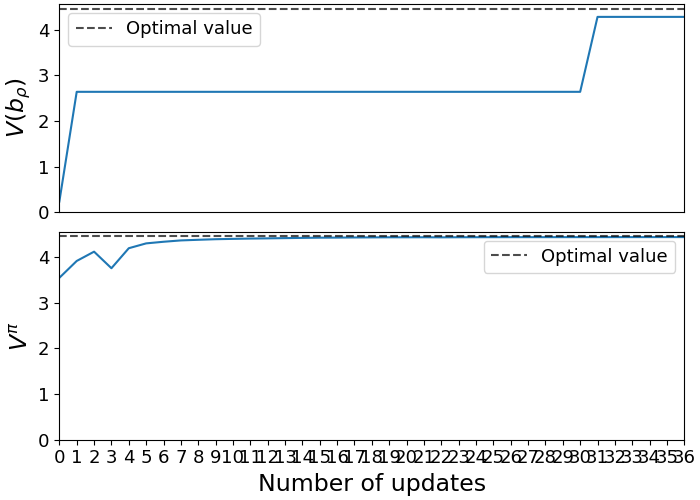 4
3
2
1
0
V(b_ρ)
Optimal value
4
3
2
1
0
V^π
Optimal value
0 1 2 3 4 5 6 7 8 9 10 11 12 13 14 15 16 17 18 19 20 21 22 23 24 25 26 27 28 29 30 31 32 33 34 35 36
Number of updates